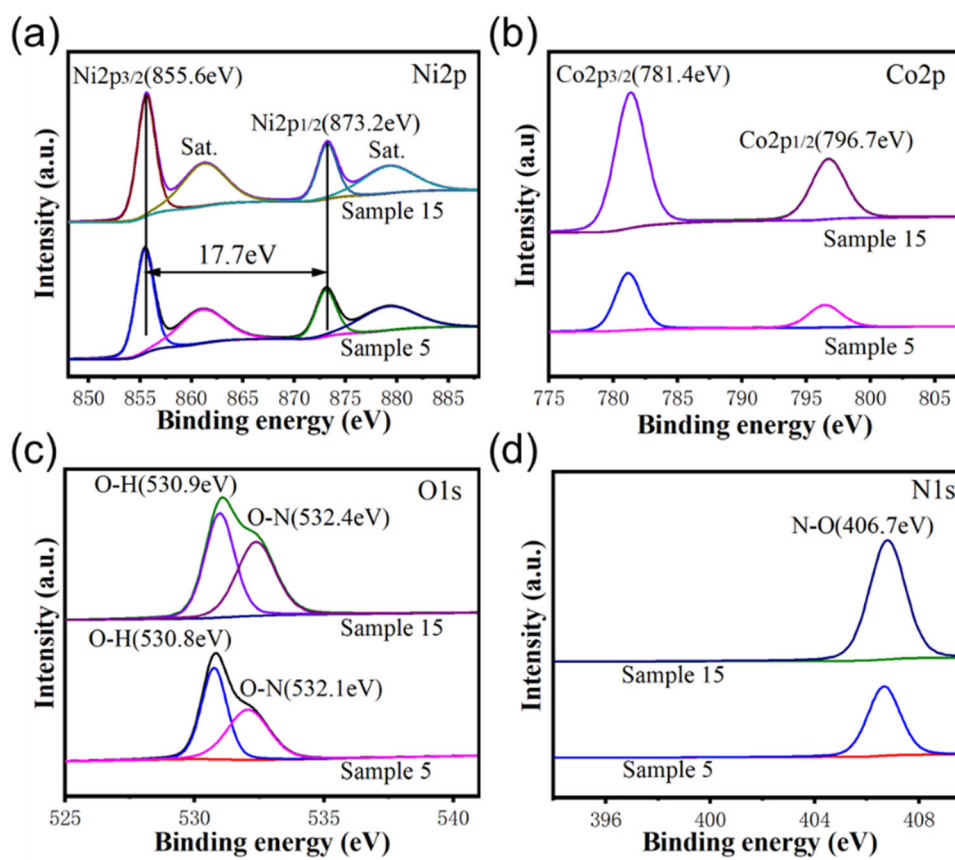 (a)
Ni2p3/2(855.6eV)
Ni2p
Ni2p1/2(873.2eV)
Sat.
Sat.
Sample 15
17.7eV
Sample 5
Intensity (a.u.)
850 855 860 865 870 875 880 885
Binding energy (eV)
(b)
Co2p3/2(781.4eV)
Co2p
Co2p1/2(796.7eV)
Sample 15
Sample 5
Intensity (a.u.)
775 780 785 790 795 800 805
Binding energy (eV)
(c)
O-H(530.9eV)
O1s
O-N(532.4eV)
Sample 15
O-H(530.8eV)
O-N(532.1eV)
Sample 5
Intensity (a.u.)
525 530 535 540
Binding energy (eV)
(d)
N1s
N-O(406.7eV)
Sample 15
Sample 5
Intensity (a.u.)
396 400 404 408
Binding energy (eV)